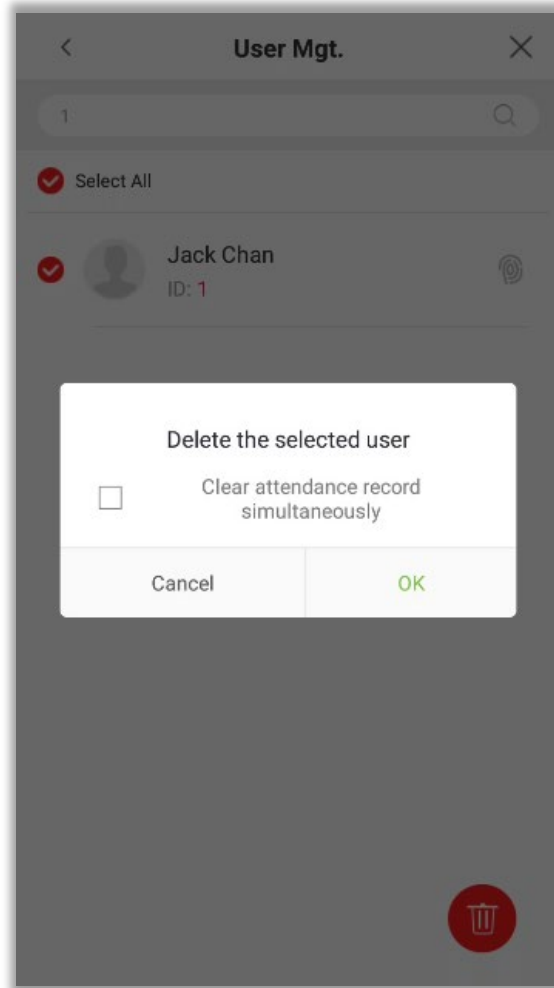 User Mgt.
1
Select All
Jack Chan
ID: 1
Delete the selected user
Clear attendance record
simultaneously
Cancel
OK